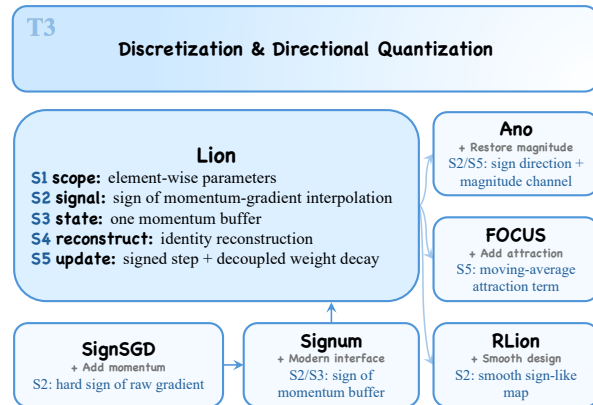 T3
Discretization & Directional Quantization
Lion
S1 scope: element-wise parameters
S2 signal: sign of momentum-gradient interpolation
S3 state: one momentum buffer
S4 reconstruct: identity reconstruction
S5 update: signed step + decoupled weight decay
Ano
+ Restore magnitude
S2/S5: sign direction +
magnitude channel
FOCUS
+ Add attraction
S5: moving-average
attraction term
SignSGD
+ Add momentum
S2: hard sign of raw gradient
Signum
+ Modern interface
S2/S3: sign of
momentum buffer
RLion
+ Smooth design
S2: smooth sign-like
map